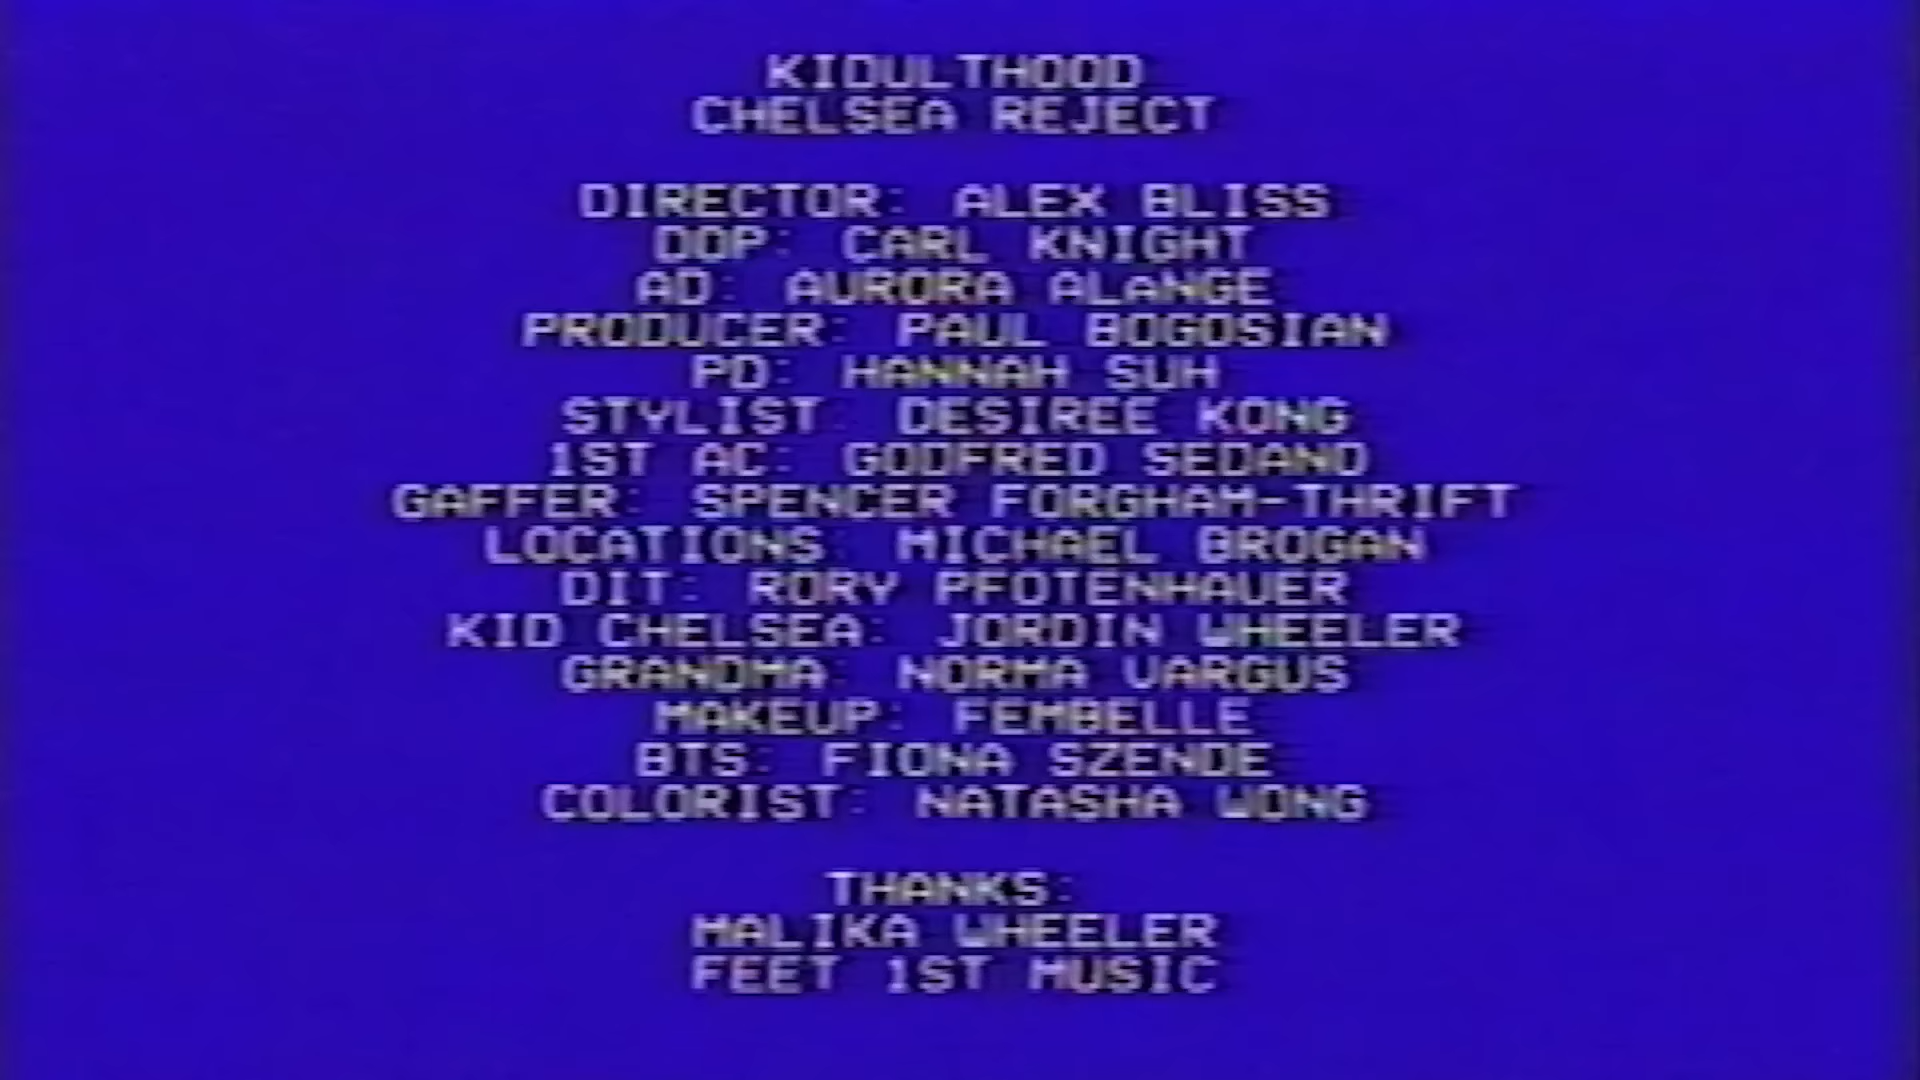 KIDULTHOOD
CHELSEA REJECT
DIRECTOR: ALEX BLISS
DOP: CARL KNIGHT
AD: AURORA ALANGE
PRODUCER: PAUL BOGOSIAN
PD: HANNAH SUH
STYLIST: DESIREE KONG
1ST AC: GODFRED SEDANO
GAFFER: SPENCER FORGHAM-THRIFT
LOCATIONS: MICHAEL BROGAN
DIT: RORY PFOTENHAUER
KID CHELSEA: JORDIN WHEELER
GRANDMA: NORMA VARGUS
MAKEUP: FEMBELLE
BTS: FIONA SZENDE
COLORIST: NATASHA WONG
THANKS:
MALIKA WHEELER
FEET 1ST MUSIC